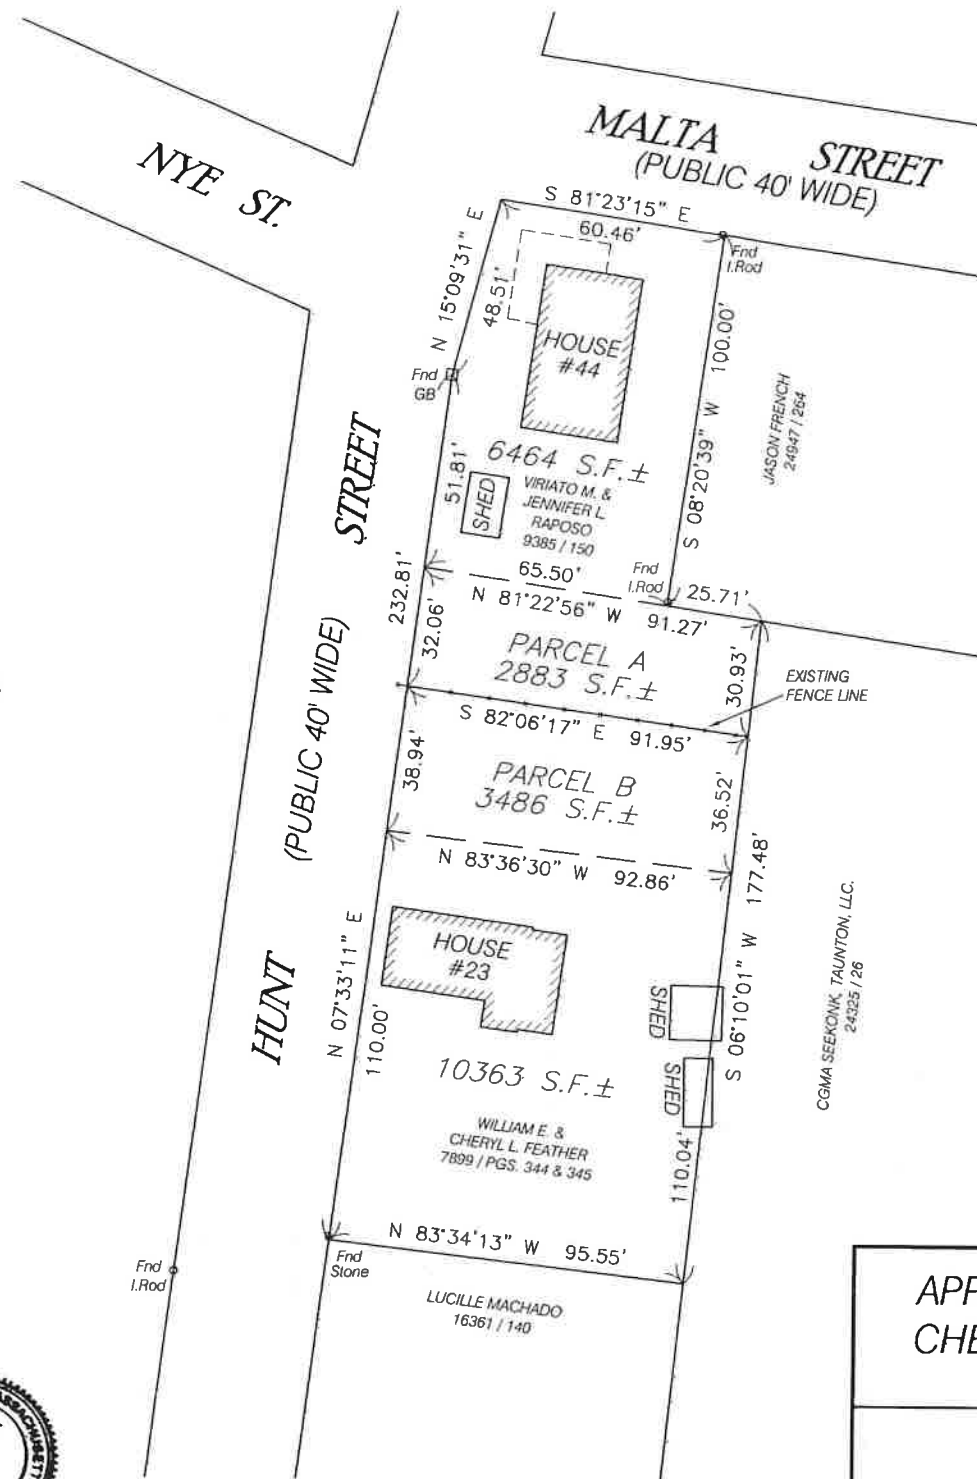 NYE ST.
MALTA STREET
(PUBLIC 40' WIDE)
S 81°23'15" E
60.46'
Fnd
I.Rod
N 15°09'31" E
48.51'
HOUSE
#44
Fnd
GB
S 08°20'39" W 100.00'
JASON FRENCH
24947 / 264
6464 S.F.±
VIRIATO M. &
JENNIFER L.
RAPOSO
9385 / 150
51.81'
SHED
65.50'
Fnd
I.Rod
25.71'
N 81°22'56" W 91.27'
232.81'
32.06'
PARCEL A
2883 S.F.±
30.93'
EXISTING
FENCE LINE
S 82°06'17" E 91.95'
38.94'
PARCEL B
3486 S.F.±
36.52'
N 83°36'30" W 92.86'
HUNT STREET
(PUBLIC 40' WIDE)
N 07°33'11" E
110.00'
HOUSE
#23
SHED
SHED
S 06°10'01" W 177.48'
110.04'
CGMA SEEKONK, TAUNTON, LLC.
24325 / 26
10363 S.F.±
WILLIAM E. &
CHERYL L. FEATHER
7899 / PGS. 344 & 345
N 83°34'13" W 95.55'
Fnd
Stone
Fnd
I.Rod
LUCILLE MACHADO
16361 / 140
APP
CHE